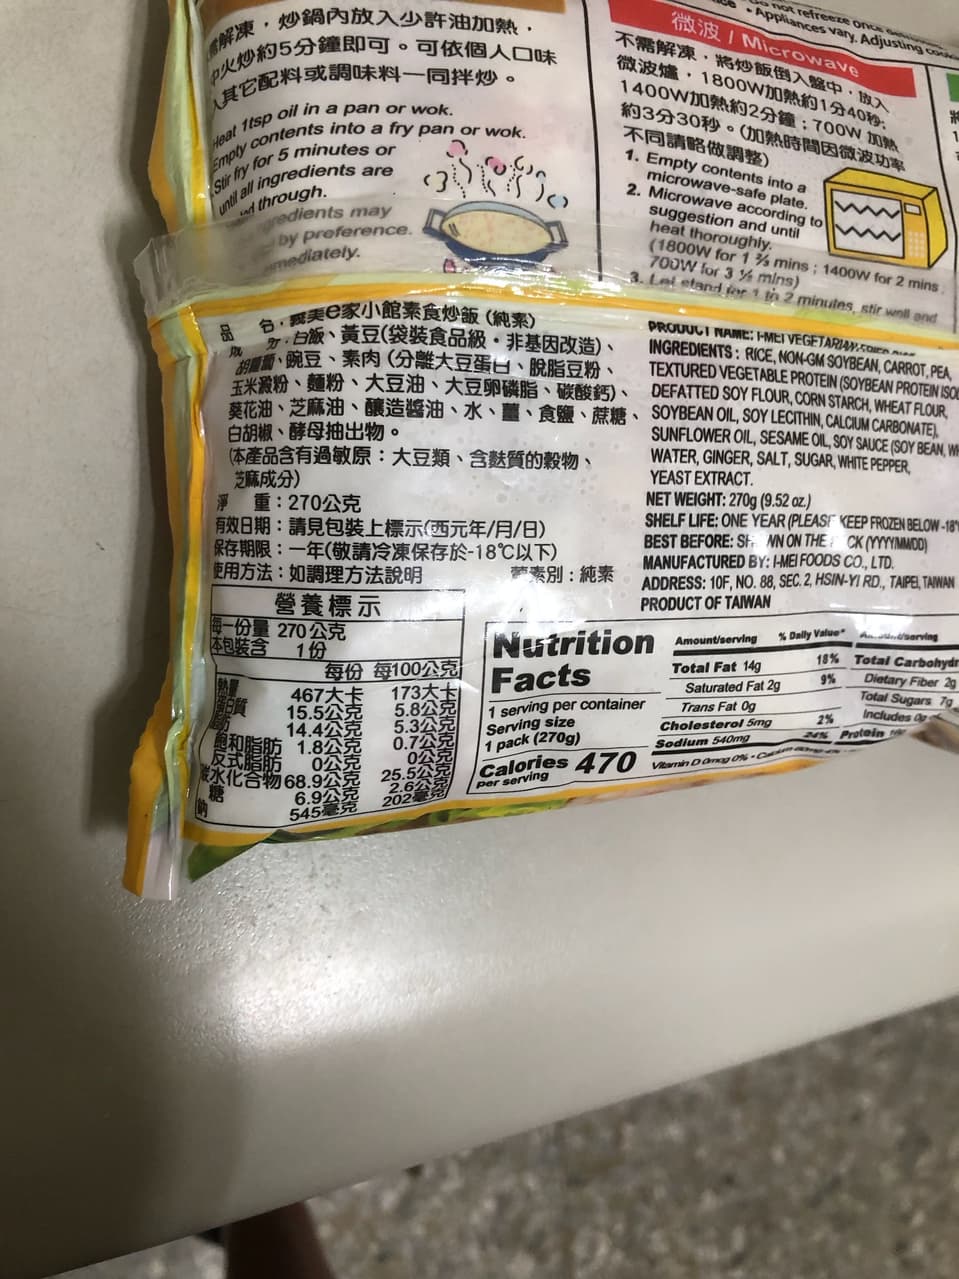 解凍，炒鍋內放入少許油加熱，
火炒約5分鐘即可。可依個人口味
入其它配料或調味料一同拌炒。
Heat 1tsp oil in a pan or wok.
Empty contents into a fry pan or wok.
Stir fry for 5 minutes or
until all ingredients are
through.
ingredients may
by preference.
not refreeze once
• Appliances vary, Adjusting
微波 / Microwave
不需解凍，將炒飯倒入盤中，放入
微波爐，1800W加熱約1分40秒;
1400W加熱約2分鐘；700W 加熱
約3分30秒。(加熱時間因微波功率
不同請略做調整)
1. Empty contents into a
microwave-safe plate.
2. Microwave according to
suggestion and until
heat thoroughly.
(1800W for 1 ⅔ mins ; 1400W for 2 mins
700W for 3 ½ mins)
3. Let stand for 1 to 2 minutes, stir well and
品 名：義美e家小館素食炒飯（純素）
成 分：白飯、黃豆(袋裝食品級，非基因改造)、
胡蘿蔔、豌豆、素肉（分離大豆蛋白、脫脂豆粉、
玉米澱粉、麵粉、大豆油、大豆卵磷脂、碳酸鈣)、
葵花油、芝麻油、釀造醬油、水、薑、食鹽、蔗糖、
白胡椒、酵母抽出物。
(本產品含有過敏原：大豆類、含麩質的穀物、
芝麻成分)
淨 重：270公克
有效日期：請見包裝上標示(西元年/月/日)
保存期限：一年(敬請冷凍保存於-18℃以下)
使用方法：如調理方法說明 葷素別：純素
PRODUCT NAME: I-MEI VEGETARIAN FRIED RICE
INGREDIENTS : RICE, NON-GM SOYBEAN, CARROT, PEA,
TEXTURED VEGETABLE PROTEIN (SOYBEAN PROTEIN
DEFATTED SOY FLOUR, CORN STARCH, WHEAT FLOUR,
SOYBEAN OIL, SOY LECITHIN, CALCIUM CARBONATE),
SUNFLOWER OIL, SESAME OIL, SOY SAUCE (SOY BEAN,
WATER, GINGER, SALT, SUGAR, WHITE PEPPER,
YEAST EXTRACT.
NET WEIGHT: 270g (9.52 oz.)
SHELF LIFE: ONE YEAR (PLEASE KEEP FROZEN BELOW -18°
BEST BEFORE: WN ON THE CK (YYYY/MM/DD)
MANUFACTURED BY: I-MEI FOODS CO., LTD.
ADDRESS: 10F, NO. 88, SEC. 2, HSIN-YI RD., TAIPEI, TAIWAN
PRODUCT OF TAIWAN
營養標示
每一份量 270公克
本包裝含 1份
每份 每100公克
熱量 467大卡 173大卡
蛋白質 15.5公克 5.8公克
脂肪 14.4公克 5.3公克
飽和脂肪 1.8公克 0.7公克
反式脂肪 0公克 0公克
碳水化合物 68.9公克 25.5公克
糖 6.9公克 2.6公克
鈉 545毫克 202毫克
Nutrition
Facts
1 serving per container
Serving size
1 pack (270g)
Calories 470
per serving
Amount/serving % Daily Value*
Total Fat 14g 18%
Saturated Fat 2g 9%
Trans Fat 0g
Cholesterol 5mg 2%
Sodium 540mg 24%
Vitamin D 0mcg 0% •
Total Carbohydr
Dietary Fiber 2g
Total Sugars 7g
Includes 0g
Protein